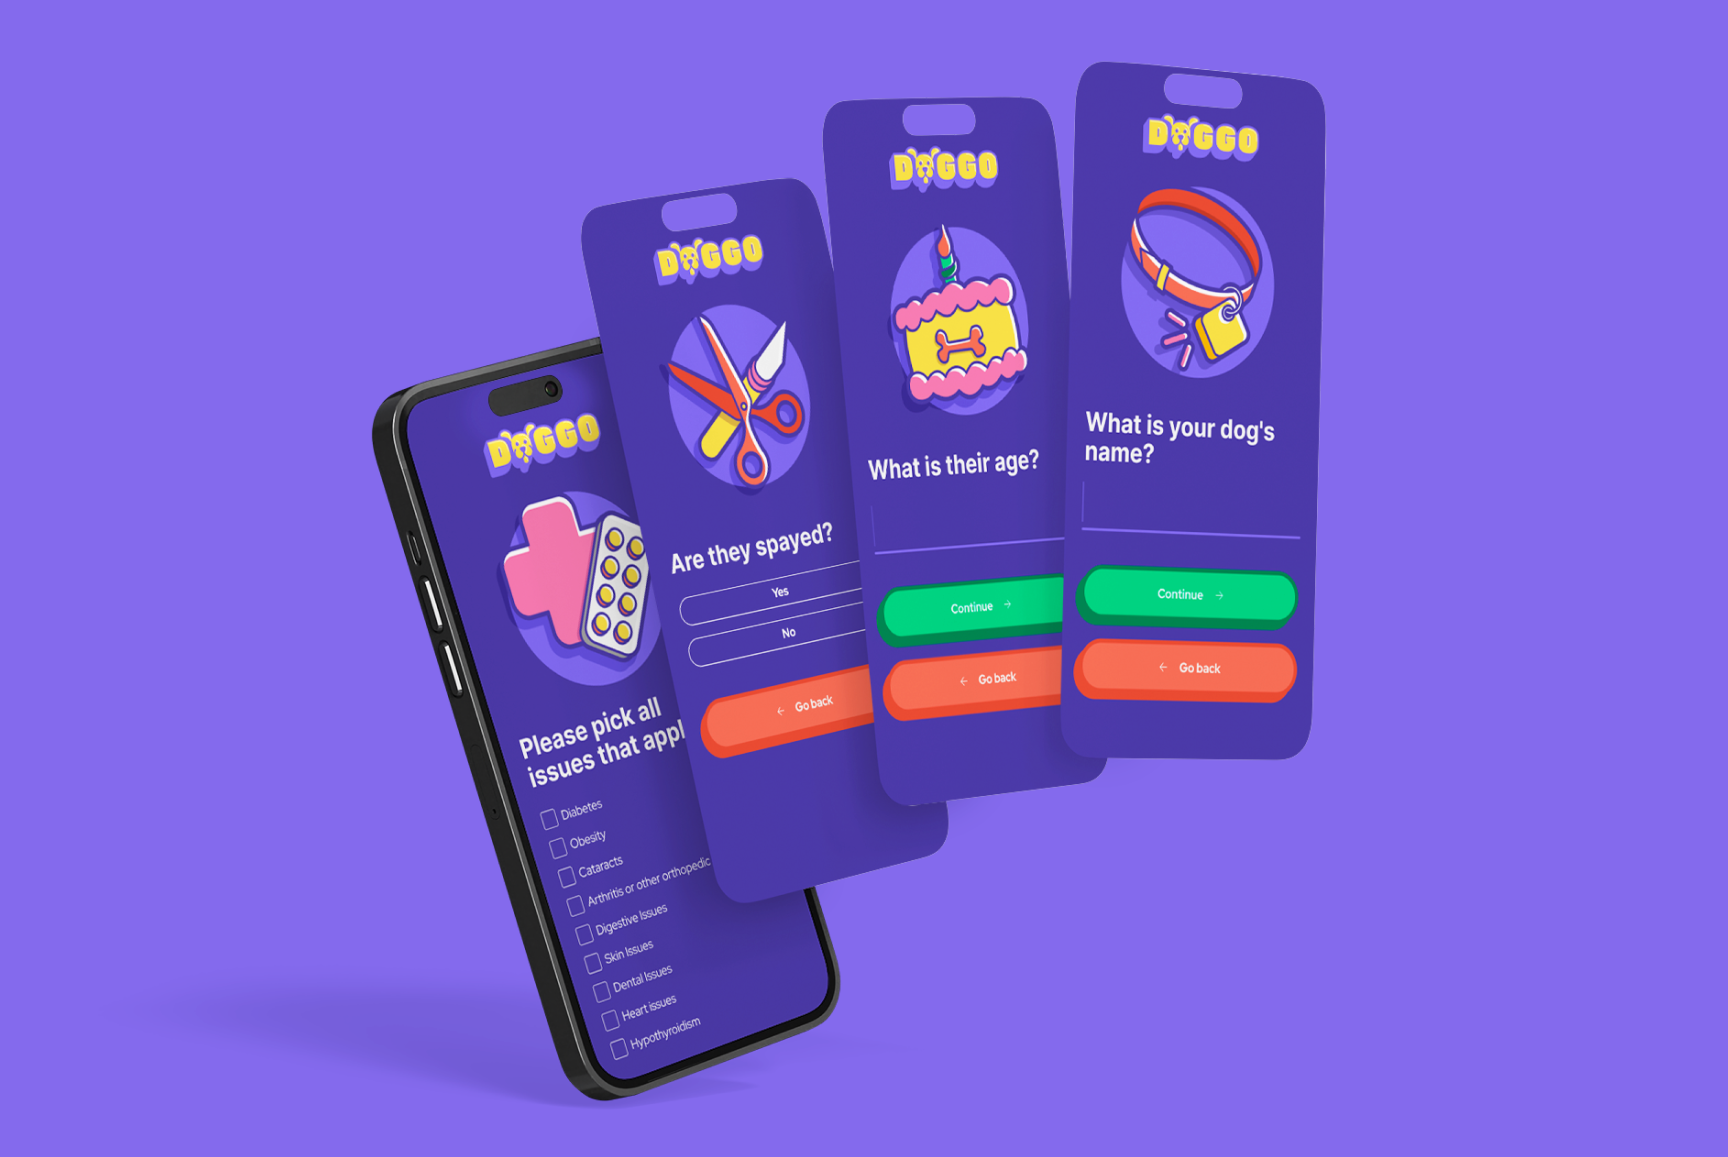 DOGGO
Please pick all
issues that appl
Diabetes
Obesity
Cataracts
Arthritis or other orthopedic
Digestive Issues
Skin Issues
Dental Issues
Heart issues
Hypothyroidism
DOGGO
Are they spayed?
Yes
No
← Go back
DOGGO
What is their age?
Continue →
← Go back
DOGGO
What is your dog's
name?
Continue →
← Go back